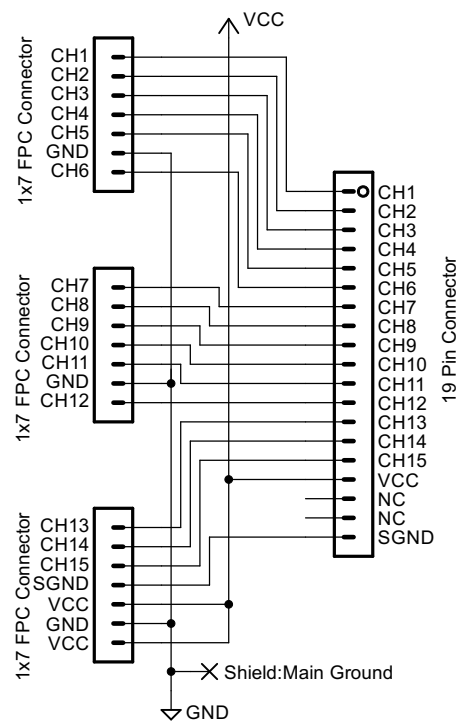 VCC
1x7 FPC Connector
CH1
CH2
CH3
CH4
CH5
GND
CH6
1x7 FPC Connector
CH7
CH8
CH9
CH10
CH11
GND
CH12
1x7 FPC Connector
CH13
CH14
CH15
SGND
VCC
GND
VCC
CH1
CH2
CH3
CH4
CH5
CH6
CH7
CH8
CH9
CH10
CH11
CH12
CH13
CH14
CH15
VCC
NC
NC
SGND
19 Pin Connector
Shield:Main Ground
GND